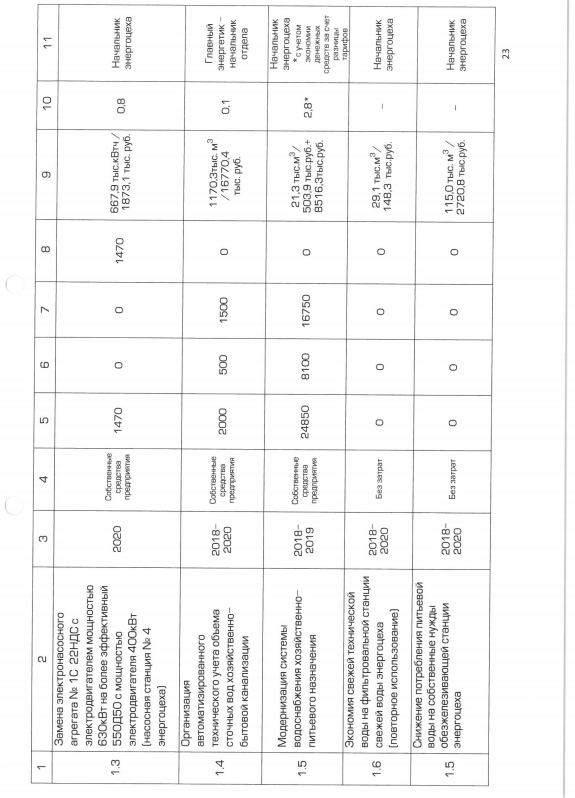 1 2 3 4 5 6 7 8 9 10 11
1.3
Замена электронасосного
агрегата № 1С 22НДС с
электродвигателем мощностью
630кВт на более эффективный
550Д50 с мощностью
электродвигателя 400кВт
(насосная станция № 4
энергоцеха)
2020
Собственные
средства
предприятия
1470
0
0
1470
667,9 тыс.кВтч /
1873,1 тыс. руб.
0,8
Начальник
энергоцеха
1.4
Организация
автоматизированного
технического учета объема
сточных вод хозяйственно–
бытовой канализации
2018–
2020
Собственные
средства
предприятия
2000
500
1500
0
1170,3тыс. м³
/16770,4
тыс. руб.
0,1
Главный
энергетик –
начальник
отдела
1.5
Модернизация системы
водоснабжения хозяйственно–
питьевого назначения
2018–
2019
Собственные
средства
предприятия
24850
8100
16750
0
21,3 тыс.м³/
503,9 тыс.руб.+
8516,3тыс.руб.
2,8*
Начальник
энергоцеха
* с учетом
экономии
денежных
средств за счет
разницы
тарифов
1.6
Экономия свежей технической
воды на фильтровальной станции
свежей воды энергоцеха
(повторное использование)
2018–
2020
Без затрат
0
0
0
0
29,1 тыс.м³/
148,3 тыс.руб.
–
Начальник
энергоцеха
1.5
Снижение потребления питьевой
воды на собственные нужды
обезжелезивающей станции
энергоцеха
2018–
2020
Без затрат
0
0
0
0
115,0 тыс. м³/
2720,8 тыс.руб.
–
Начальник
энергоцеха
23